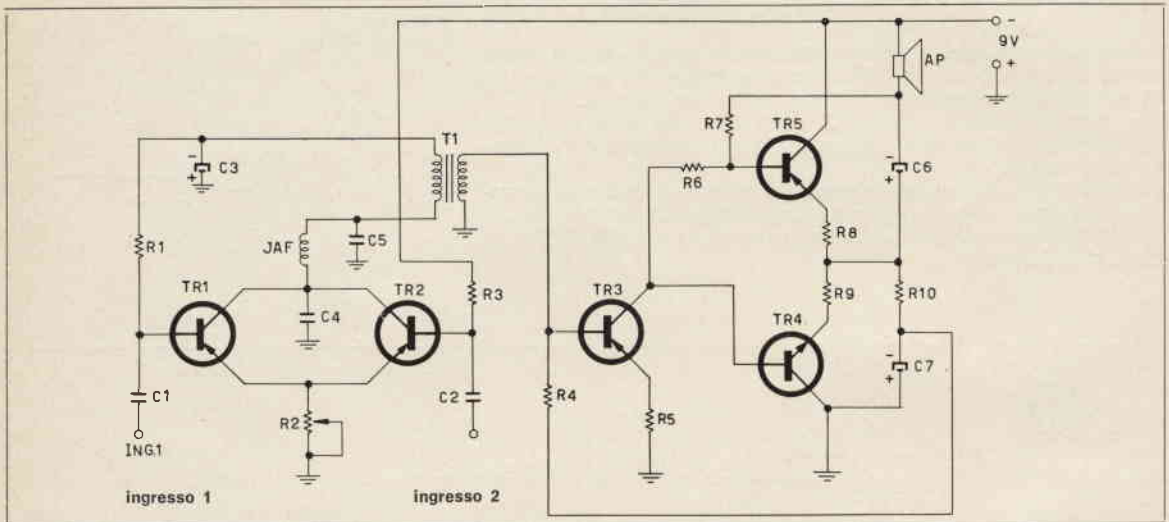 -
9V
+
AP
R7
TR5
T1
C3
-
+
R6
C6
-
+
R1
JAF
C5
R8
TR1
TR2
R3
TR3
R9
R10
TR4
C4
C7
-
+
C1
R2
C2
R4
R5
ING.1
ingresso 1
ingresso 2